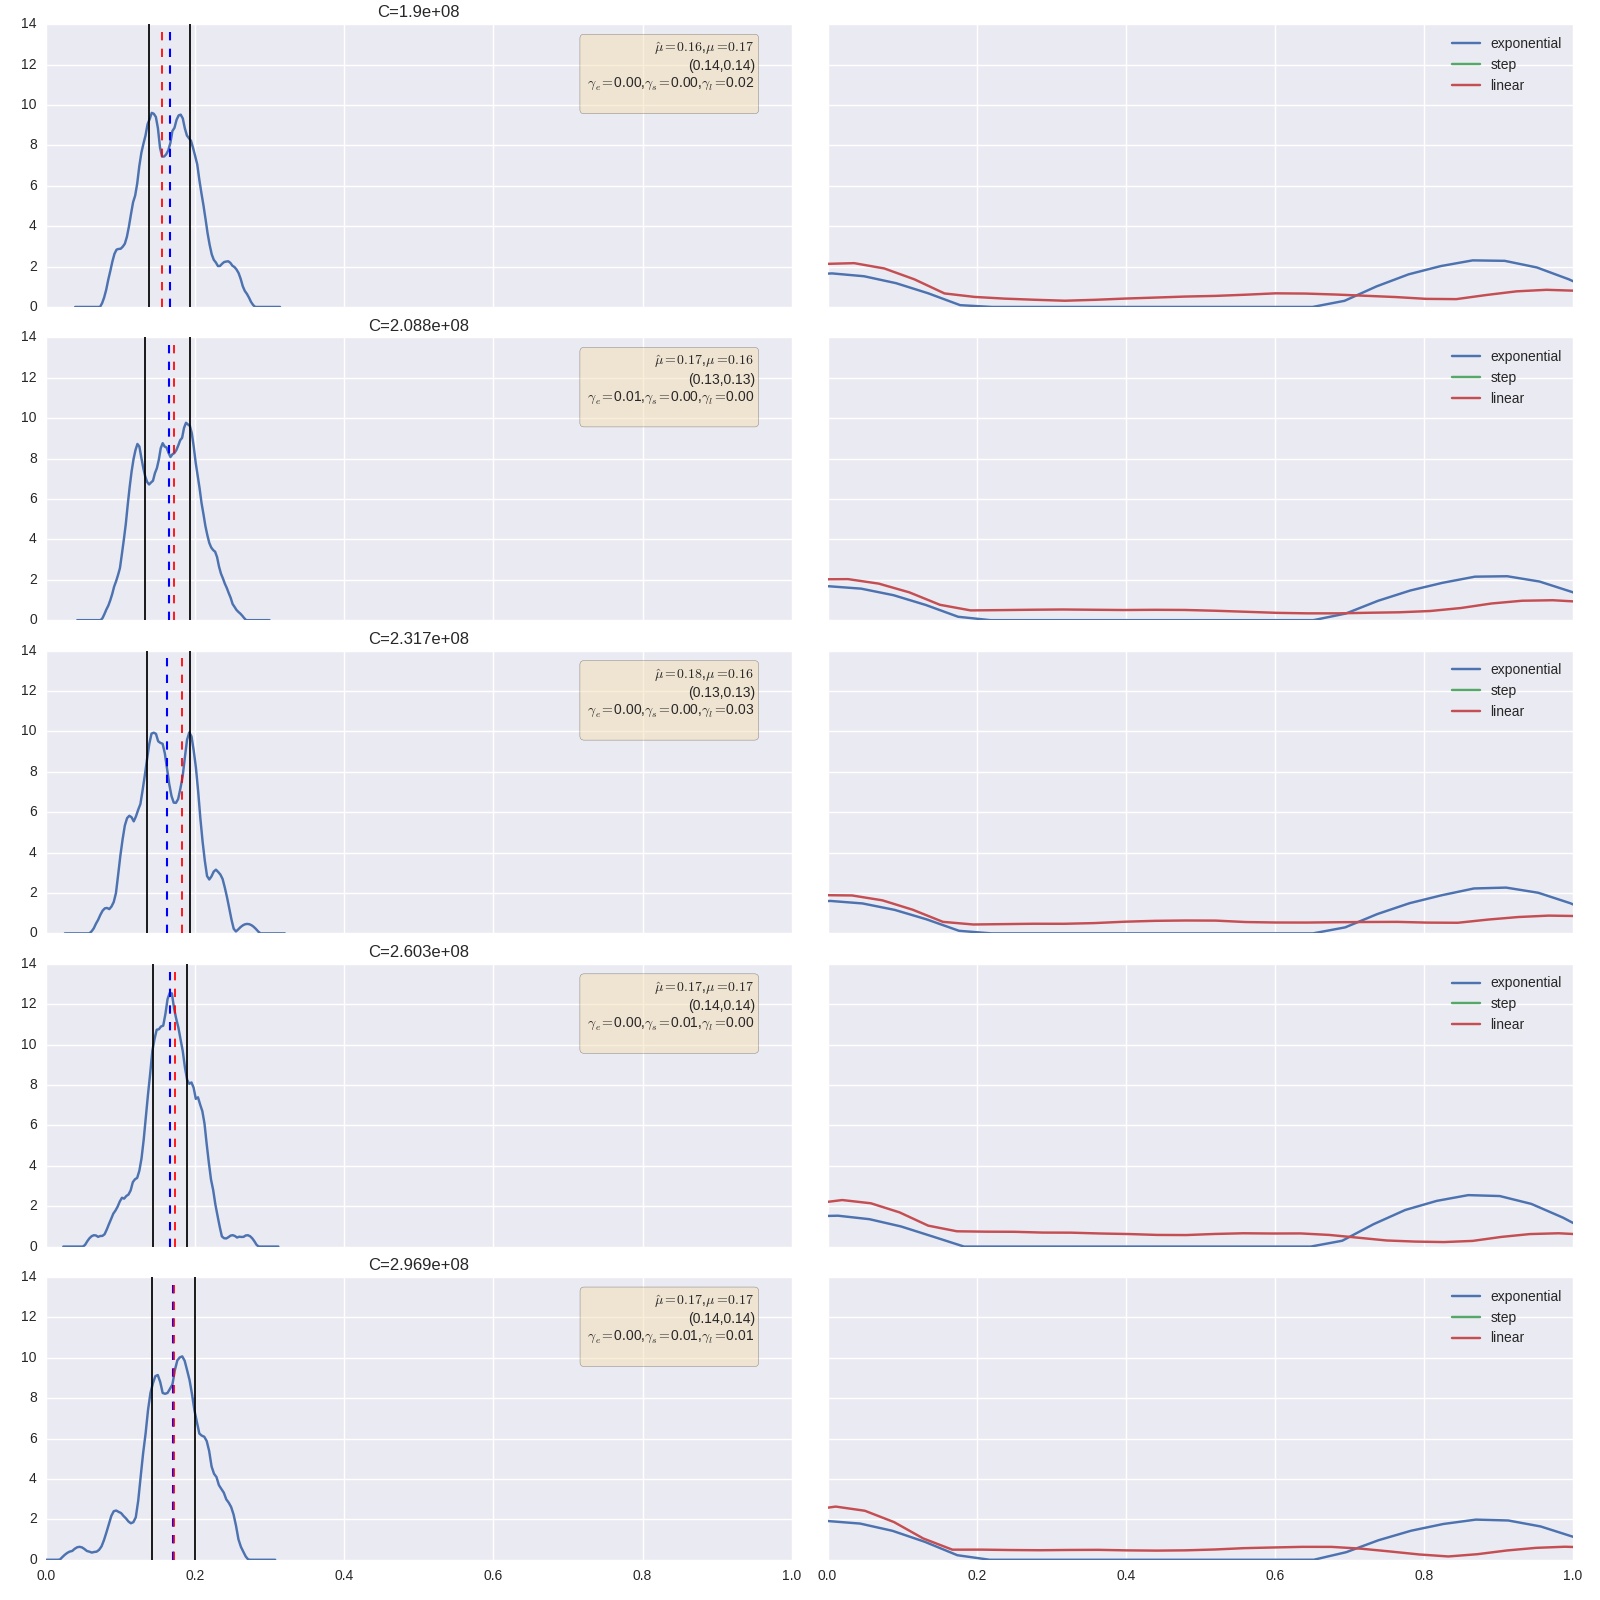 C=1.9e+08
14
12
10
8
6
4
2
0
μ̂=0.16,μ=0.17
(0.14,0.14)
γₑ=0.00,γₛ=0.00,γₗ=0.02
exponential
step
linear
C=2.088e+08
14
12
10
8
6
4
2
0
μ̂=0.17,μ=0.16
(0.13,0.13)
γₑ=0.01,γₛ=0.00,γₗ=0.00
exponential
step
linear
C=2.317e+08
14
12
10
8
6
4
2
0
μ̂=0.18,μ=0.16
(0.13,0.13)
γₑ=0.00,γₛ=0.00,γₗ=0.03
exponential
step
linear
C=2.603e+08
14
12
10
8
6
4
2
0
μ̂=0.17,μ=0.17
(0.14,0.14)
γₑ=0.00,γₛ=0.01,γₗ=0.00
exponential
step
linear
C=2.969e+08
14
12
10
8
6
4
2
0
μ̂=0.17,μ=0.17
(0.14,0.14)
γₑ=0.00,γₛ=0.01,γₗ=0.01
exponential
step
linear
0.0 0.2 0.4 0.6 0.8 1.0
0.0 0.2 0.4 0.6 0.8 1.0